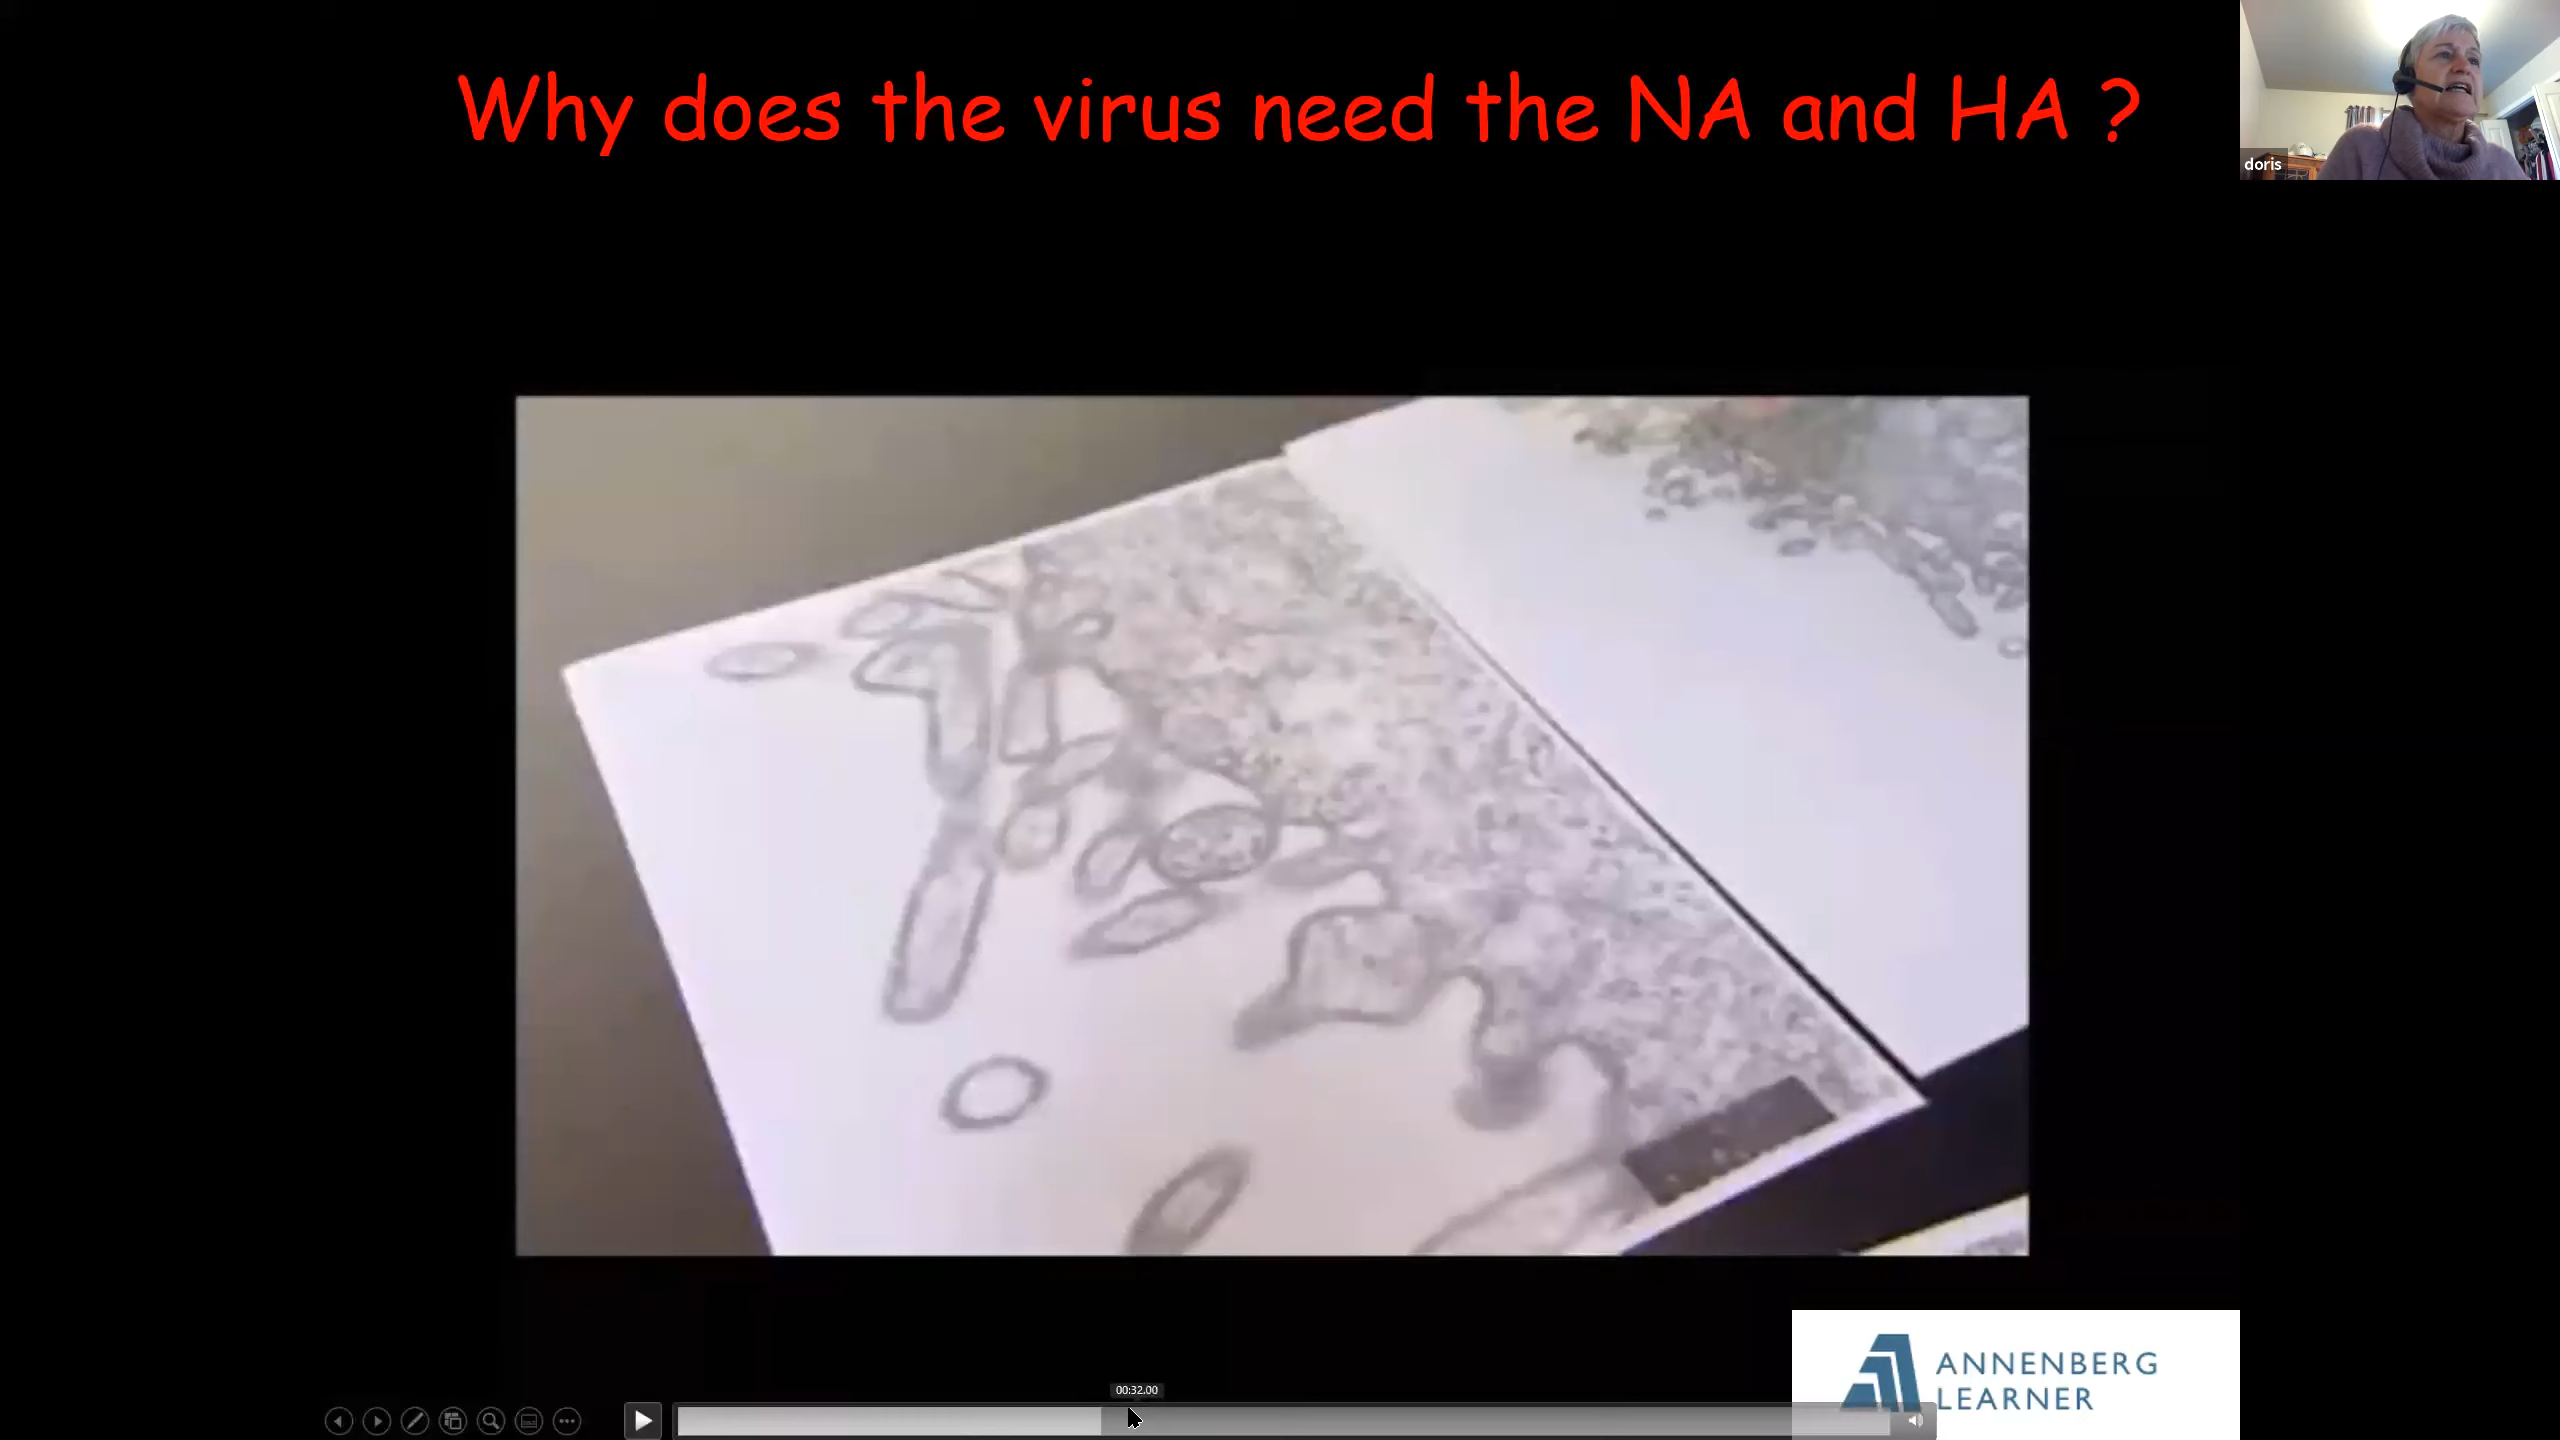 Why does the virus need the NA and HA ?
doris
00:32.00
ANNENBERG
LEARNER